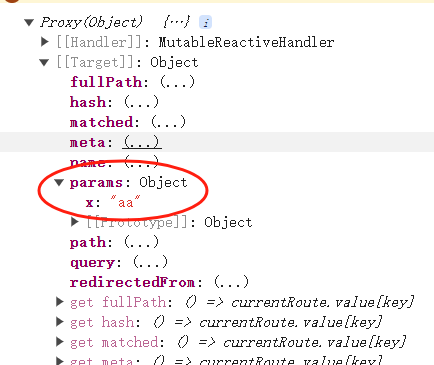 Proxy(Object) {…} i
[[Handler]]: MutableReactiveHandler
[[Target]]: Object
fullPath: (...)
hash: (...)
matched: (...)
meta: (...)
name: (...)
params: Object
x: "aa"
[[Prototype]]: Object
path: (...)
query: (...)
redirectedFrom: (...)
get fullPath: () => currentRoute.value[key]
get hash: () => currentRoute.value[key]
get matched: () => currentRoute.value[key]
get meta: () => currentRoute.value[key]